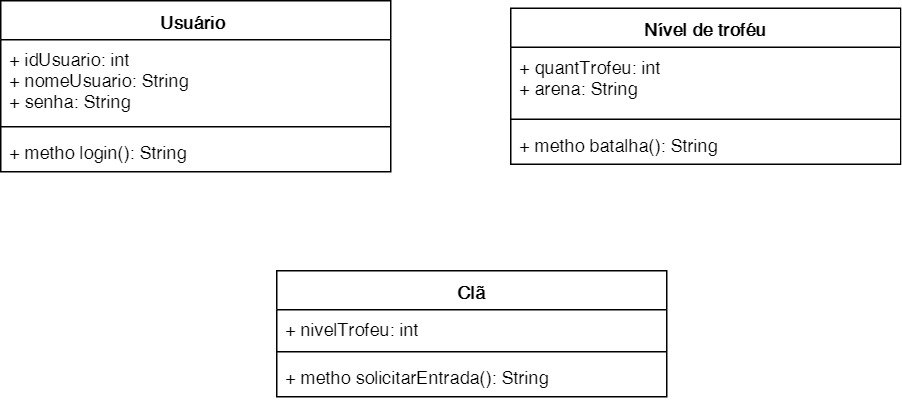 Usuário
+ idUsuario: int
+ nomeUsuario: String
+ senha: String
+ metho login(): String
Nível de troféu
+ quantTrofeu: int
+ arena: String
+ metho batalha(): String
Clã
+ nivelTrofeu: int
+ metho solicitarEntrada(): String